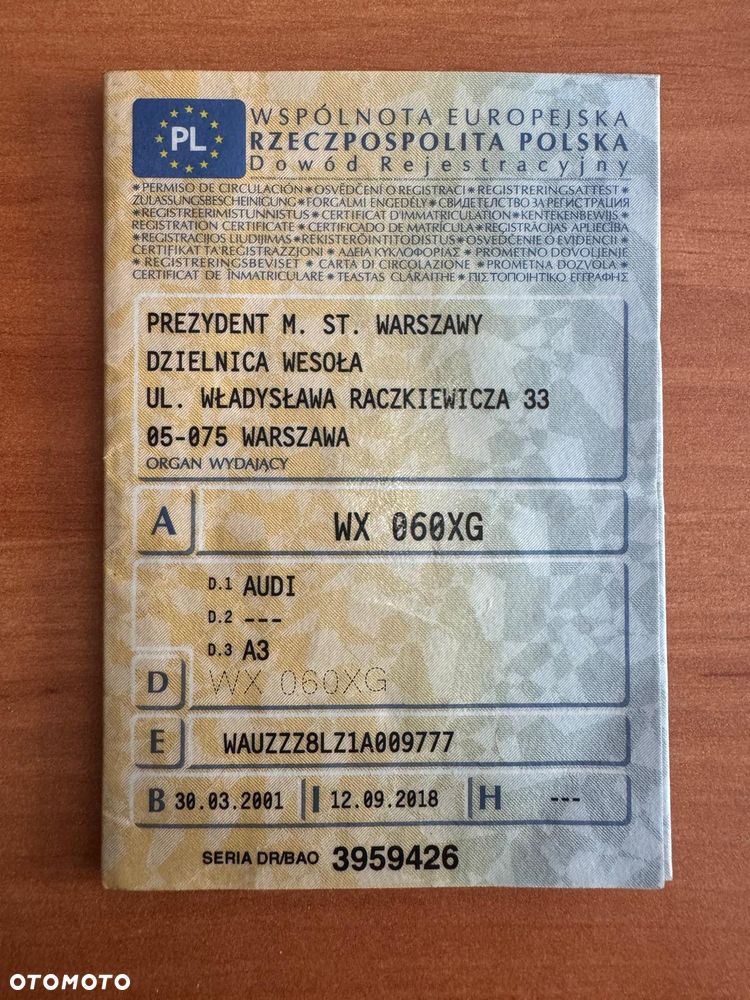 PL
WSPÓLNOTA EUROPEJSKA
RZECZPOSPOLITA POLSKA
Dowód Rejestracyjny
*PERMISO DE CIRCULACIÓN*OSVĚDČENÍ O REGISTRACI*REGISTRERINGSATTEST*
ZULASSUNGSBESCHEINIGUNG*FORGALMI ENGEDÉLY*СВИДЕТЕЛСТВО ЗА РЕГИСТРАЦИЯ
*REGISTREERIMISTUNNISTUS*CERTIFICAT D'IMMATRICULATION*KENTEKENBEWIJS
REGISTRATION CERTIFICATE*CERTIFICADO DE MATRÍCULA*REĢISTRĀCIJAS APLIECĪBA
*REGISTRACIJOS LIUDIJIMAS*REKISTERÖINTITODISTUS*OSVEDČENIE O EVIDENCII*
CERTIFIKAT TA'REĠISTRAZZJONI*ΑΔΕΙΑ ΚΥΚΛΟΦΟΡΙΑΣ*PROMETNO DOVOLJENJE
*REGISTRERINGSBEVISET*CARTA DI CIRCOLAZIONE*PROMETNA DOZVOLA*
CERTIFICAT DE ÎNMATRICULARE*TEASTAS CLÁRAITHE*ΠΙΣΤΟΠΟΙΗΤΙΚΟ ΕΓΓΡΑΦΗΣ
PREZYDENT M. ST. WARSZAWY
DZIELNICA WESOŁA
UL. WŁADYSŁAWA RACZKIEWICZA 33
05-075 WARSZAWA
ORGAN WYDAJĄCY
A WX 060XG
D.1 AUDI
D.2 ---
D.3 A3
D WX 060XG
E WAUZZZ8LZ1A009777
B 30.03.2001 I 12.09.2018 H ---
SERIA DR/BAO 3959426
OTOMOTO